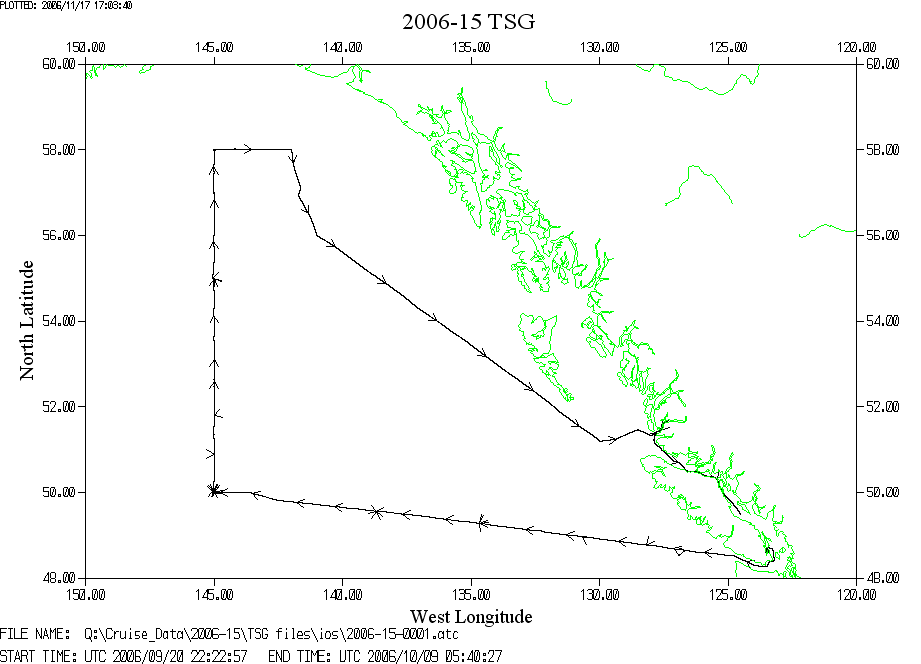 PLOTTED: 2006/11/17 17:03:40
2006-15 TSG
150.00 145.00 140.00 135.00 130.00 125.00 120.00
60.00 60.00
58.00 58.00
56.00 56.00
54.00 54.00
52.00 52.00
50.00 50.00
48.00 48.00
North Latitude
150.00 145.00 140.00 135.00 130.00 125.00 120.00
West Longitude
FILE NAME: Q:\Cruise_Data\2006-15\TSG files\ios\2006-15-0001.atc
START TIME: UTC 2006/09/20 22:22:57 END TIME: UTC 2006/10/09 05:40:27